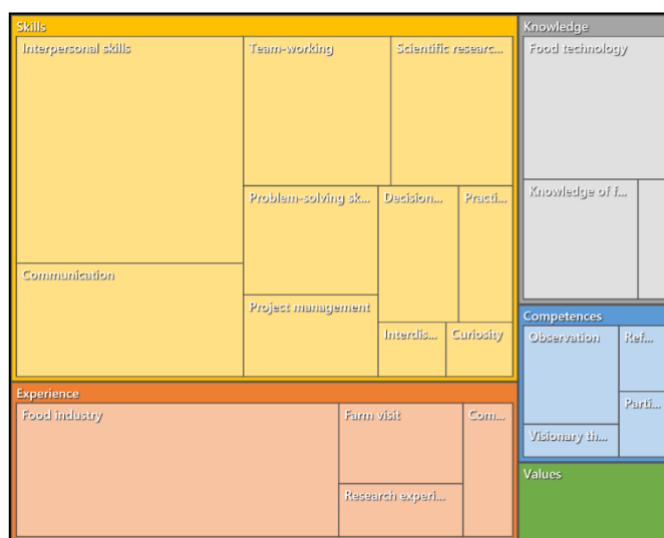 Skills
Interpersonal skills
Team-working
Scientific researc...
Communication
Problem-solving sk...
Decision...
Practi...
Project management
Interdis...
Curiosity
Experience
Food industry
Farm visit
Com...
Research experi...
Knowledge
Food technology
Knowledge of f...
Competences
Observation
Ref...
Parti...
Visionary th...
Values